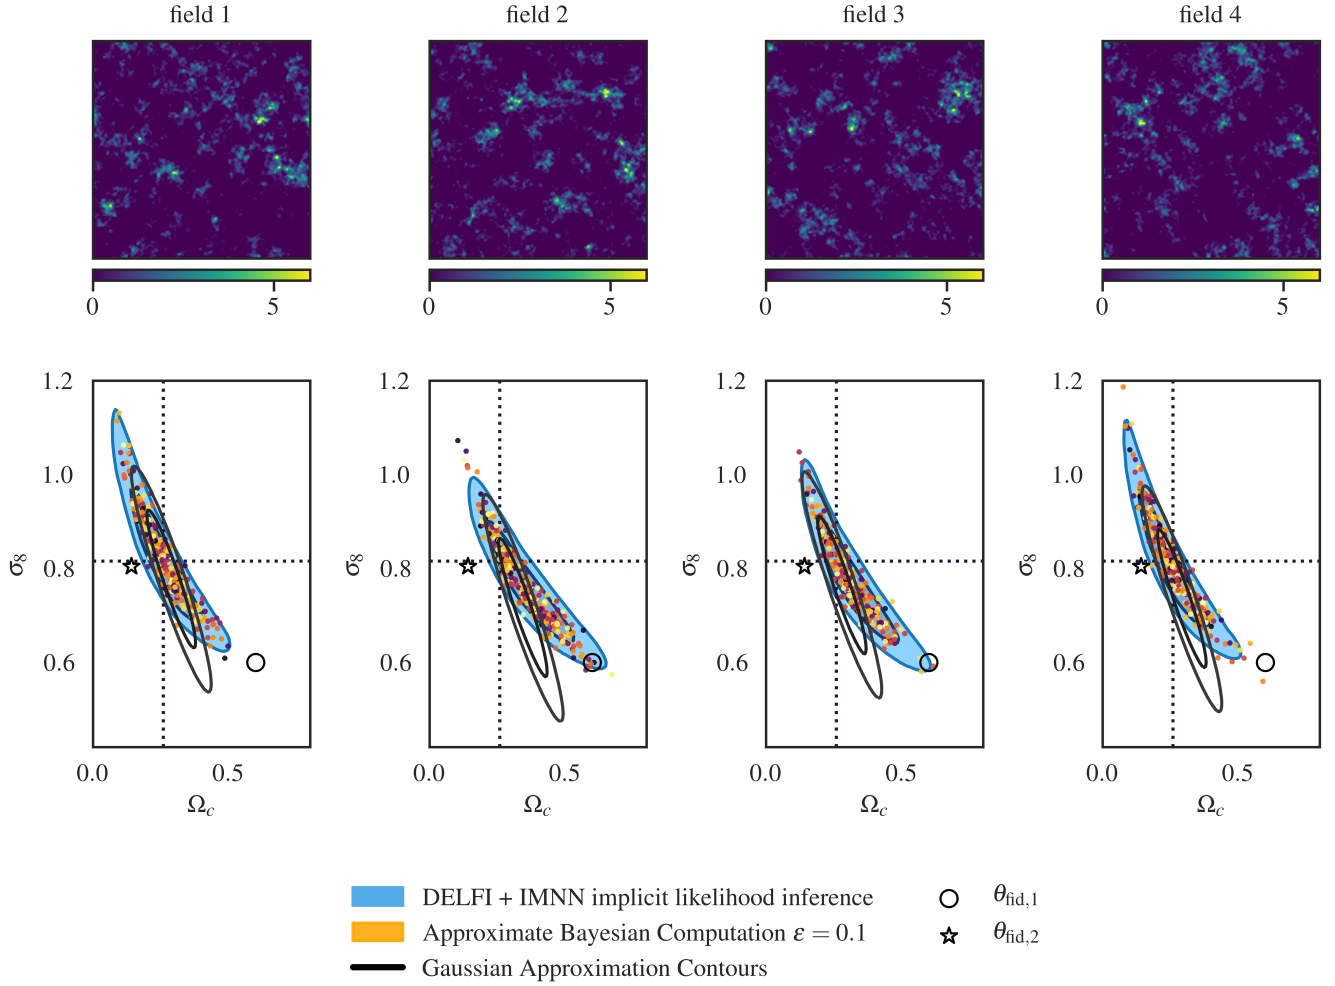 field 1 field 2 field 3 field 4
0 5 0 5 0 5 0 5
1.2 1.2 1.2 1.2
1.0 1.0 1.0 1.0
σ8 0.8 σ8 0.8 σ8 0.8 σ8 0.8
0.6 0.6 0.6 0.6
0.0 0.5 0.0 0.5 0.0 0.5 0.0 0.5
Ωc Ωc Ωc Ωc
DELFI + IMNN implicit likelihood inference θfid,1
Approximate Bayesian Computation ε = 0.1 θfid,2
Gaussian Approximation Contours